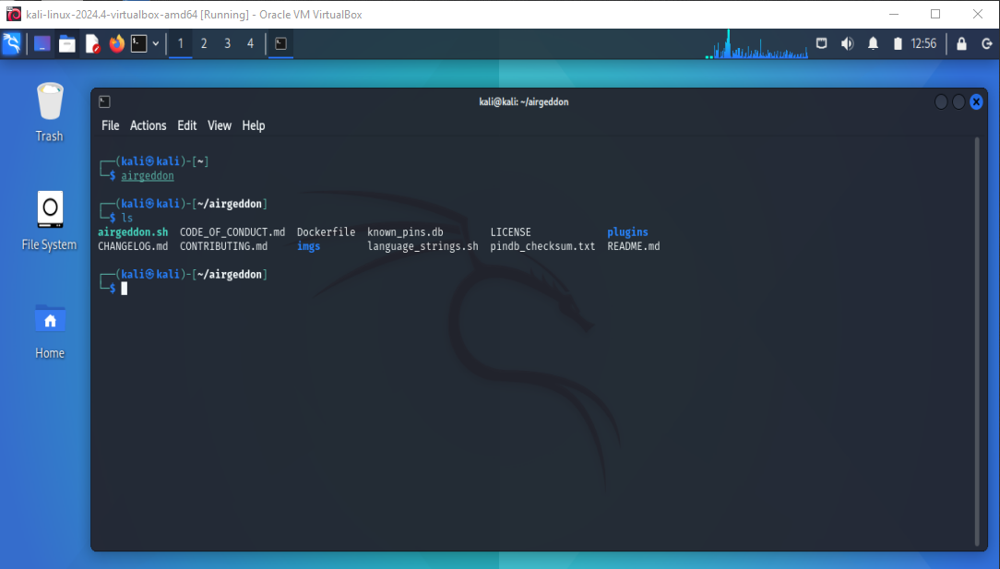 kali-linux-2024.4-virtualbox-amd64 [Running] - Oracle VM VirtualBox
1 2 3 4 12:56
Trash
File System
Home
kali@kali: ~/airgeddon
File Actions Edit View Help
┌──(kali㉿kali)-[~]
└─$ airgeddon
┌──(kali㉿kali)-[~/airgeddon]
└─$ ls
airgeddon.sh CODE_OF_CONDUCT.md Dockerfile known_pins.db LICENSE plugins
CHANGELOG.md CONTRIBUTING.md imgs language_strings.sh pindb_checksum.txt README.md
┌──(kali㉿kali)-[~/airgeddon]
└─$